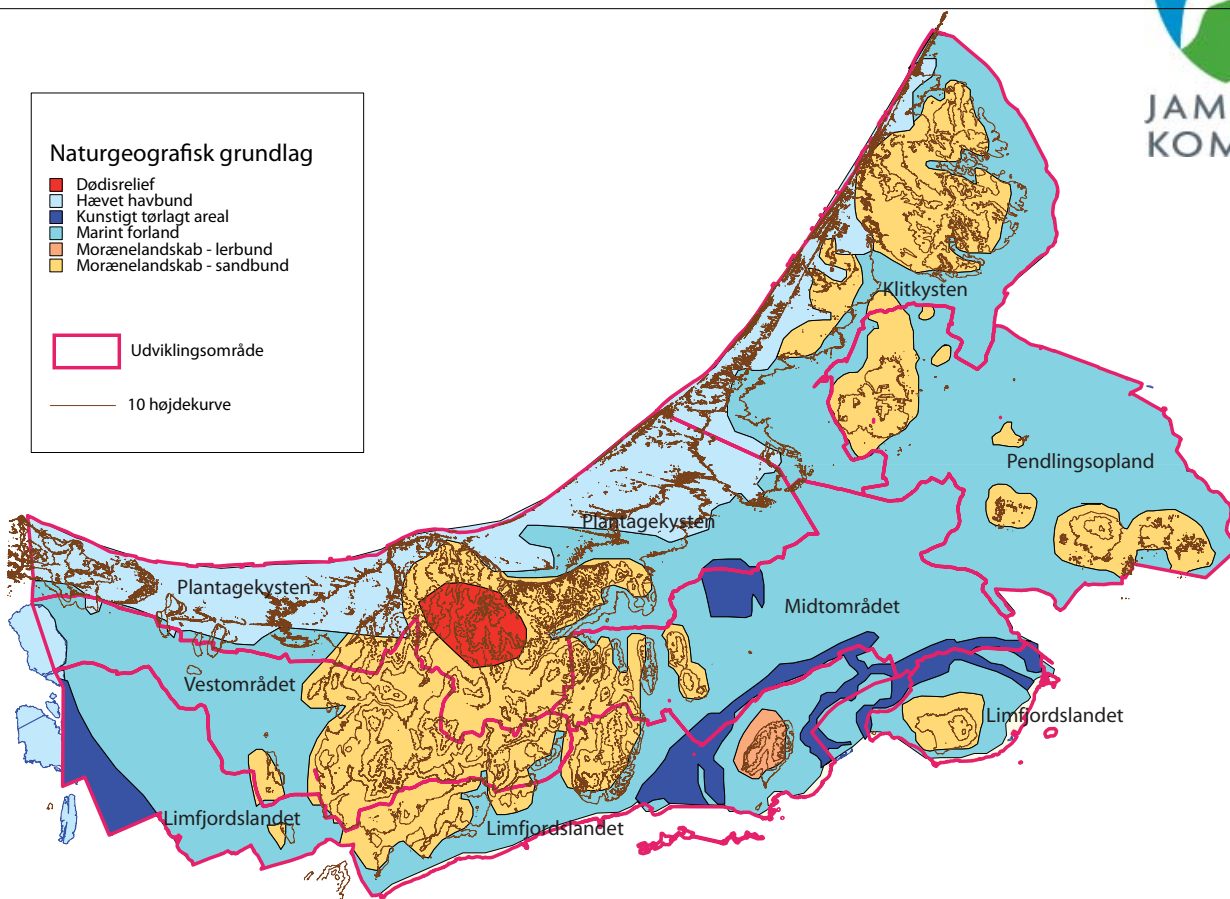 JAM
KOM
Naturgeografisk grundlag
Dødisrelief
Hævet havbund
Kunstigt tørlagt areal
Marint forland
Morænelandskab - lerbund
Morænelandskab - sandbund
Udviklingsområde
10 højdekurve
Klitkysten
Pendlingsopland
Plantagekysten
Plantagekysten
Midtområdet
Vestområdet
Limfjordslandet
Limfjordslandet
Limfjordslandet